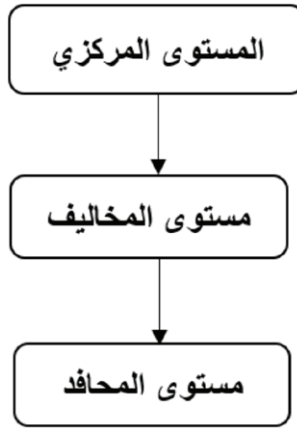 المستوى المركزي
مستوى المخاليف
مستوى المحافد